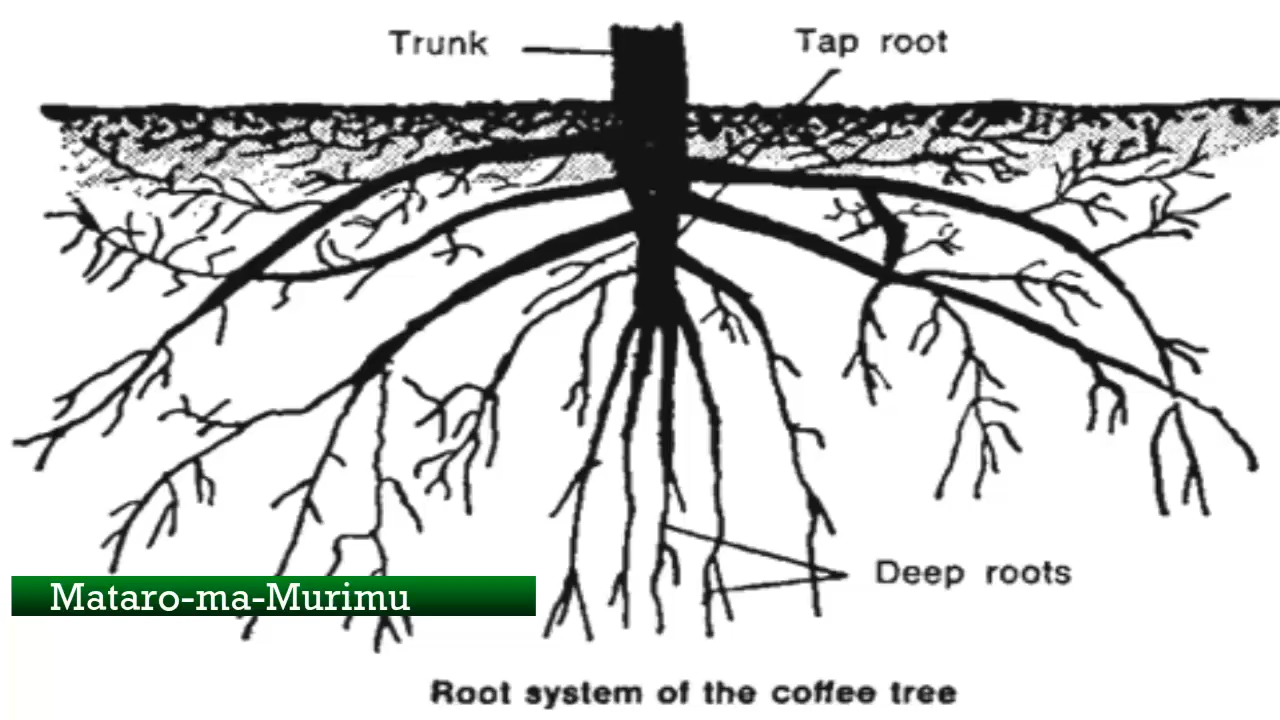 Trunk
Tap root
Deep roots
Mataro-ma-Murimu
Root system of the coffee tree